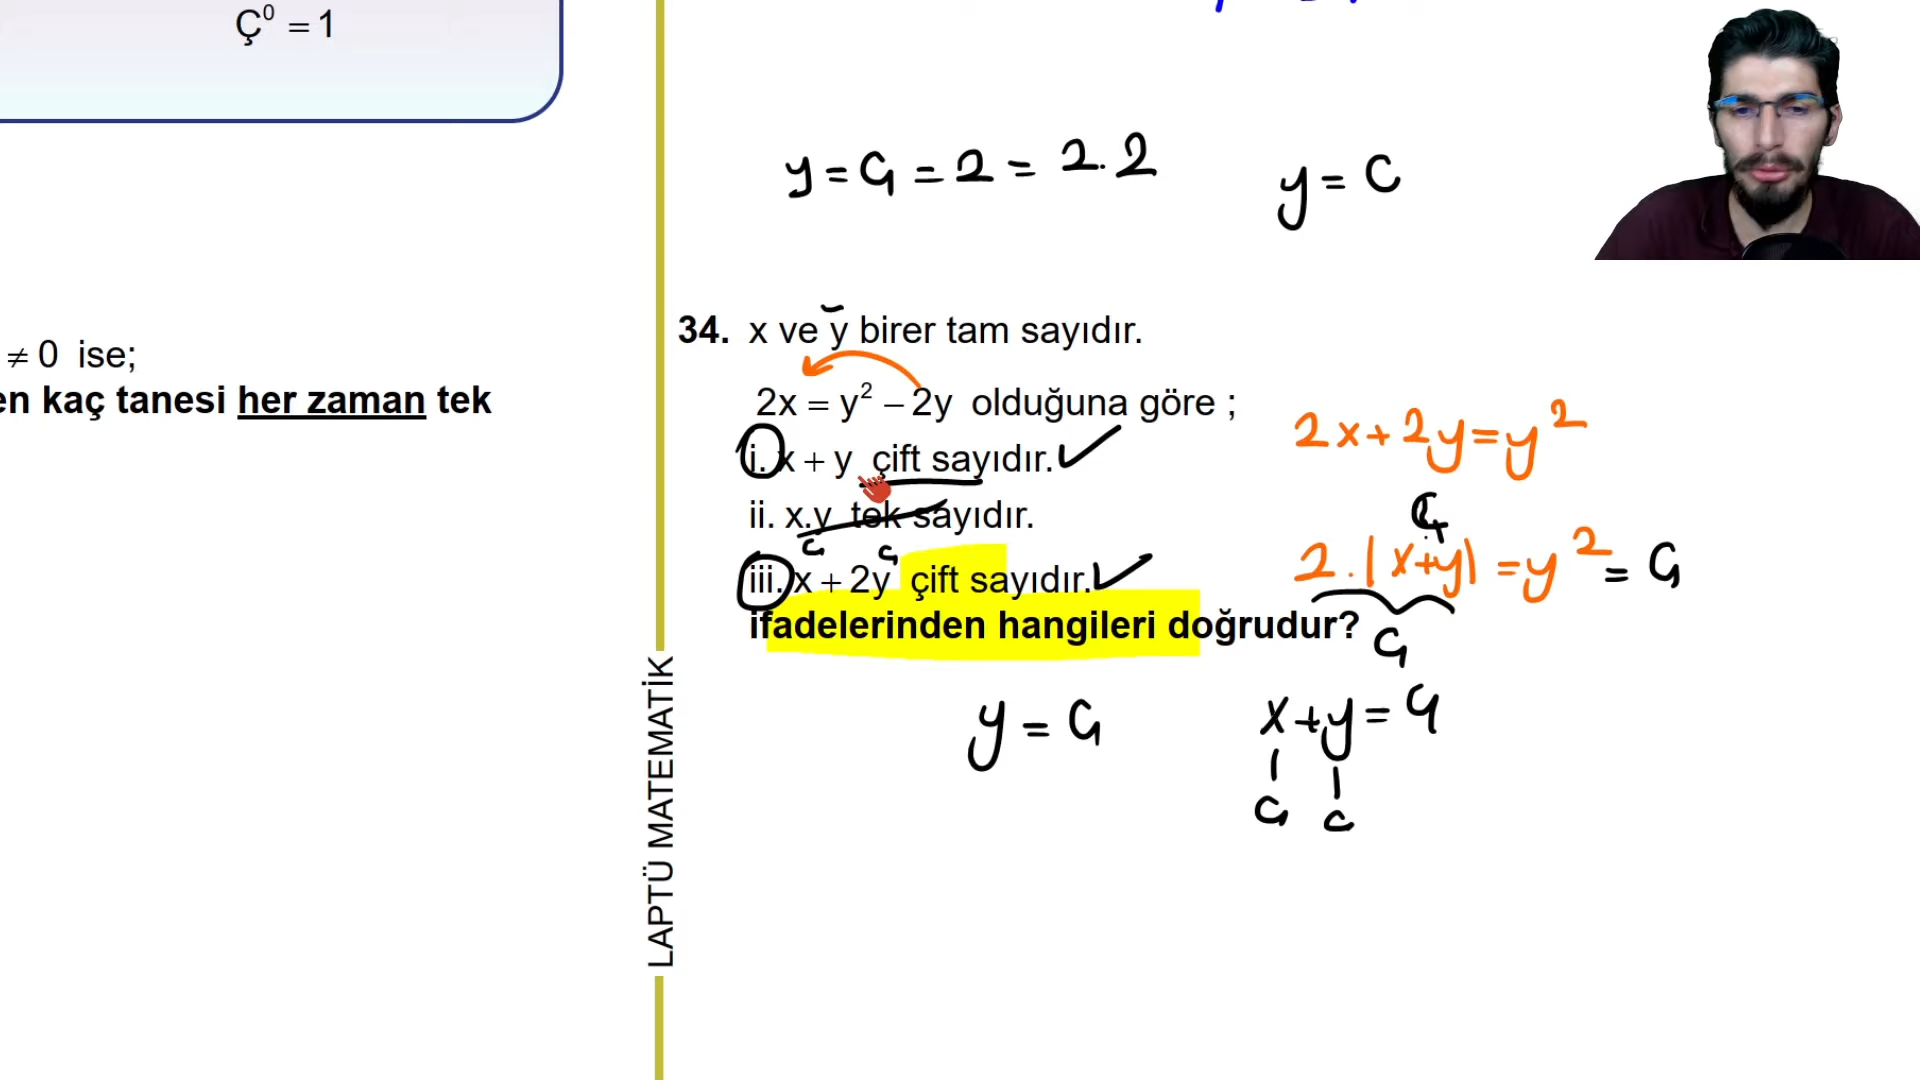 Ç⁰ = 1
≠ 0 ise;
en kaç tanesi her zaman tek
LAPTÜ MATEMATİK
y = Ç = 2 = 2.2
y = Ç
34. x ve y birer tam sayıdır.
2x = y² − 2y olduğuna göre ;
i. x + y çift sayıdır.
ii. x.y tek sayıdır.
Ç Ç
iii. x + 2y çift sayıdır.
ifadelerinden hangileri doğrudur?
2x+2y=y²
Ç
2.(x+y)=y²=Ç
Ç
y = Ç
x+y=Ç
Ç Ç